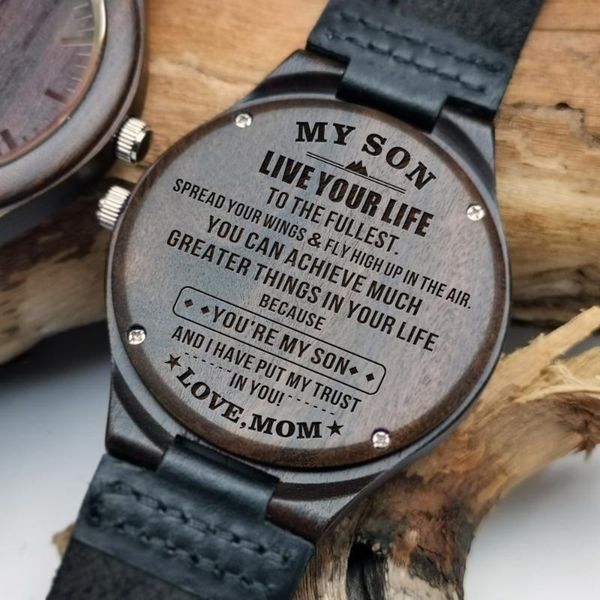 MY SON
LIVE YOUR LIFE
TO THE FULLEST.
SPREAD YOUR WINGS & FLY HIGH UP IN THE AIR.
YOU CAN ACHIEVE MUCH
GREATER THINGS IN YOUR LIFE
BECAUSE
YOU'RE MY SON
AND I HAVE PUT MY TRUST
IN YOU!
LOVE, MOM